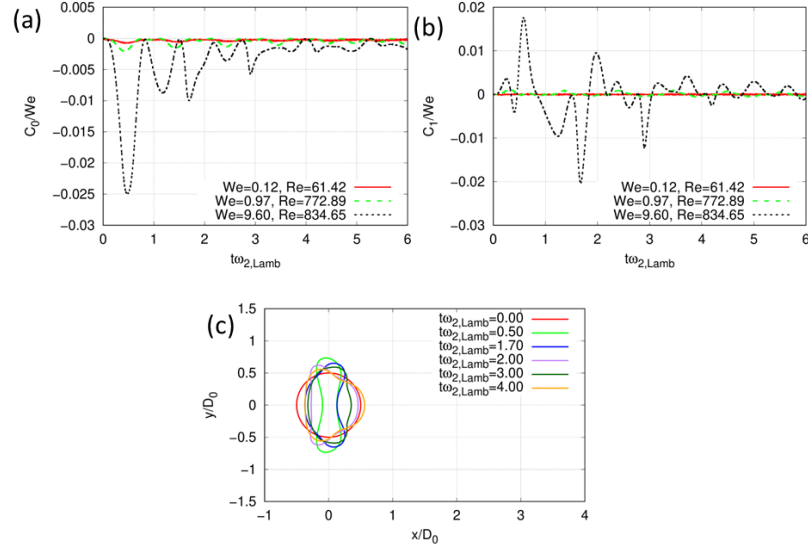 (a)
0.005
0
−0.005
−0.01
−0.015
−0.02
−0.025
−0.03
C₀/We
We=0.12, Re=61.42
We=0.97, Re=772.89
We=9.60, Re=834.65
0 1 2 3 4 5 6
tω₂,Lamb
(b)
0.02
0.01
0
−0.01
−0.02
−0.03
C₁/We
We=0.12, Re=61.42
We=0.97, Re=772.89
We=9.60, Re=834.65
0 1 2 3 4 5 6
tω₂,Lamb
(c)
1.5
1
0.5
0
−0.5
−1
−1.5
y/D₀
tω₂,Lamb=0.00
tω₂,Lamb=0.50
tω₂,Lamb=1.70
tω₂,Lamb=2.00
tω₂,Lamb=3.00
tω₂,Lamb=4.00
−1 0 1 2 3 4
x/D₀